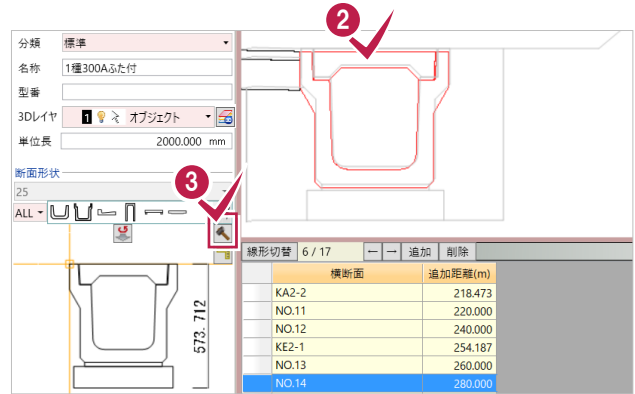 分類 標準
名称 1種300Aふた付
型番
3Dレイヤ 1 オブジェクト
単位長 2000.000 mm
断面形状
25
ALL
573.712
2
3
線形切替 6 / 17 ← → 追加 削除
横断面 追加距離(m)
KA2-2 218.473
NO.11 220.000
NO.12 240.000
KE2-1 254.187
NO.13 260.000
NO.14 280.000